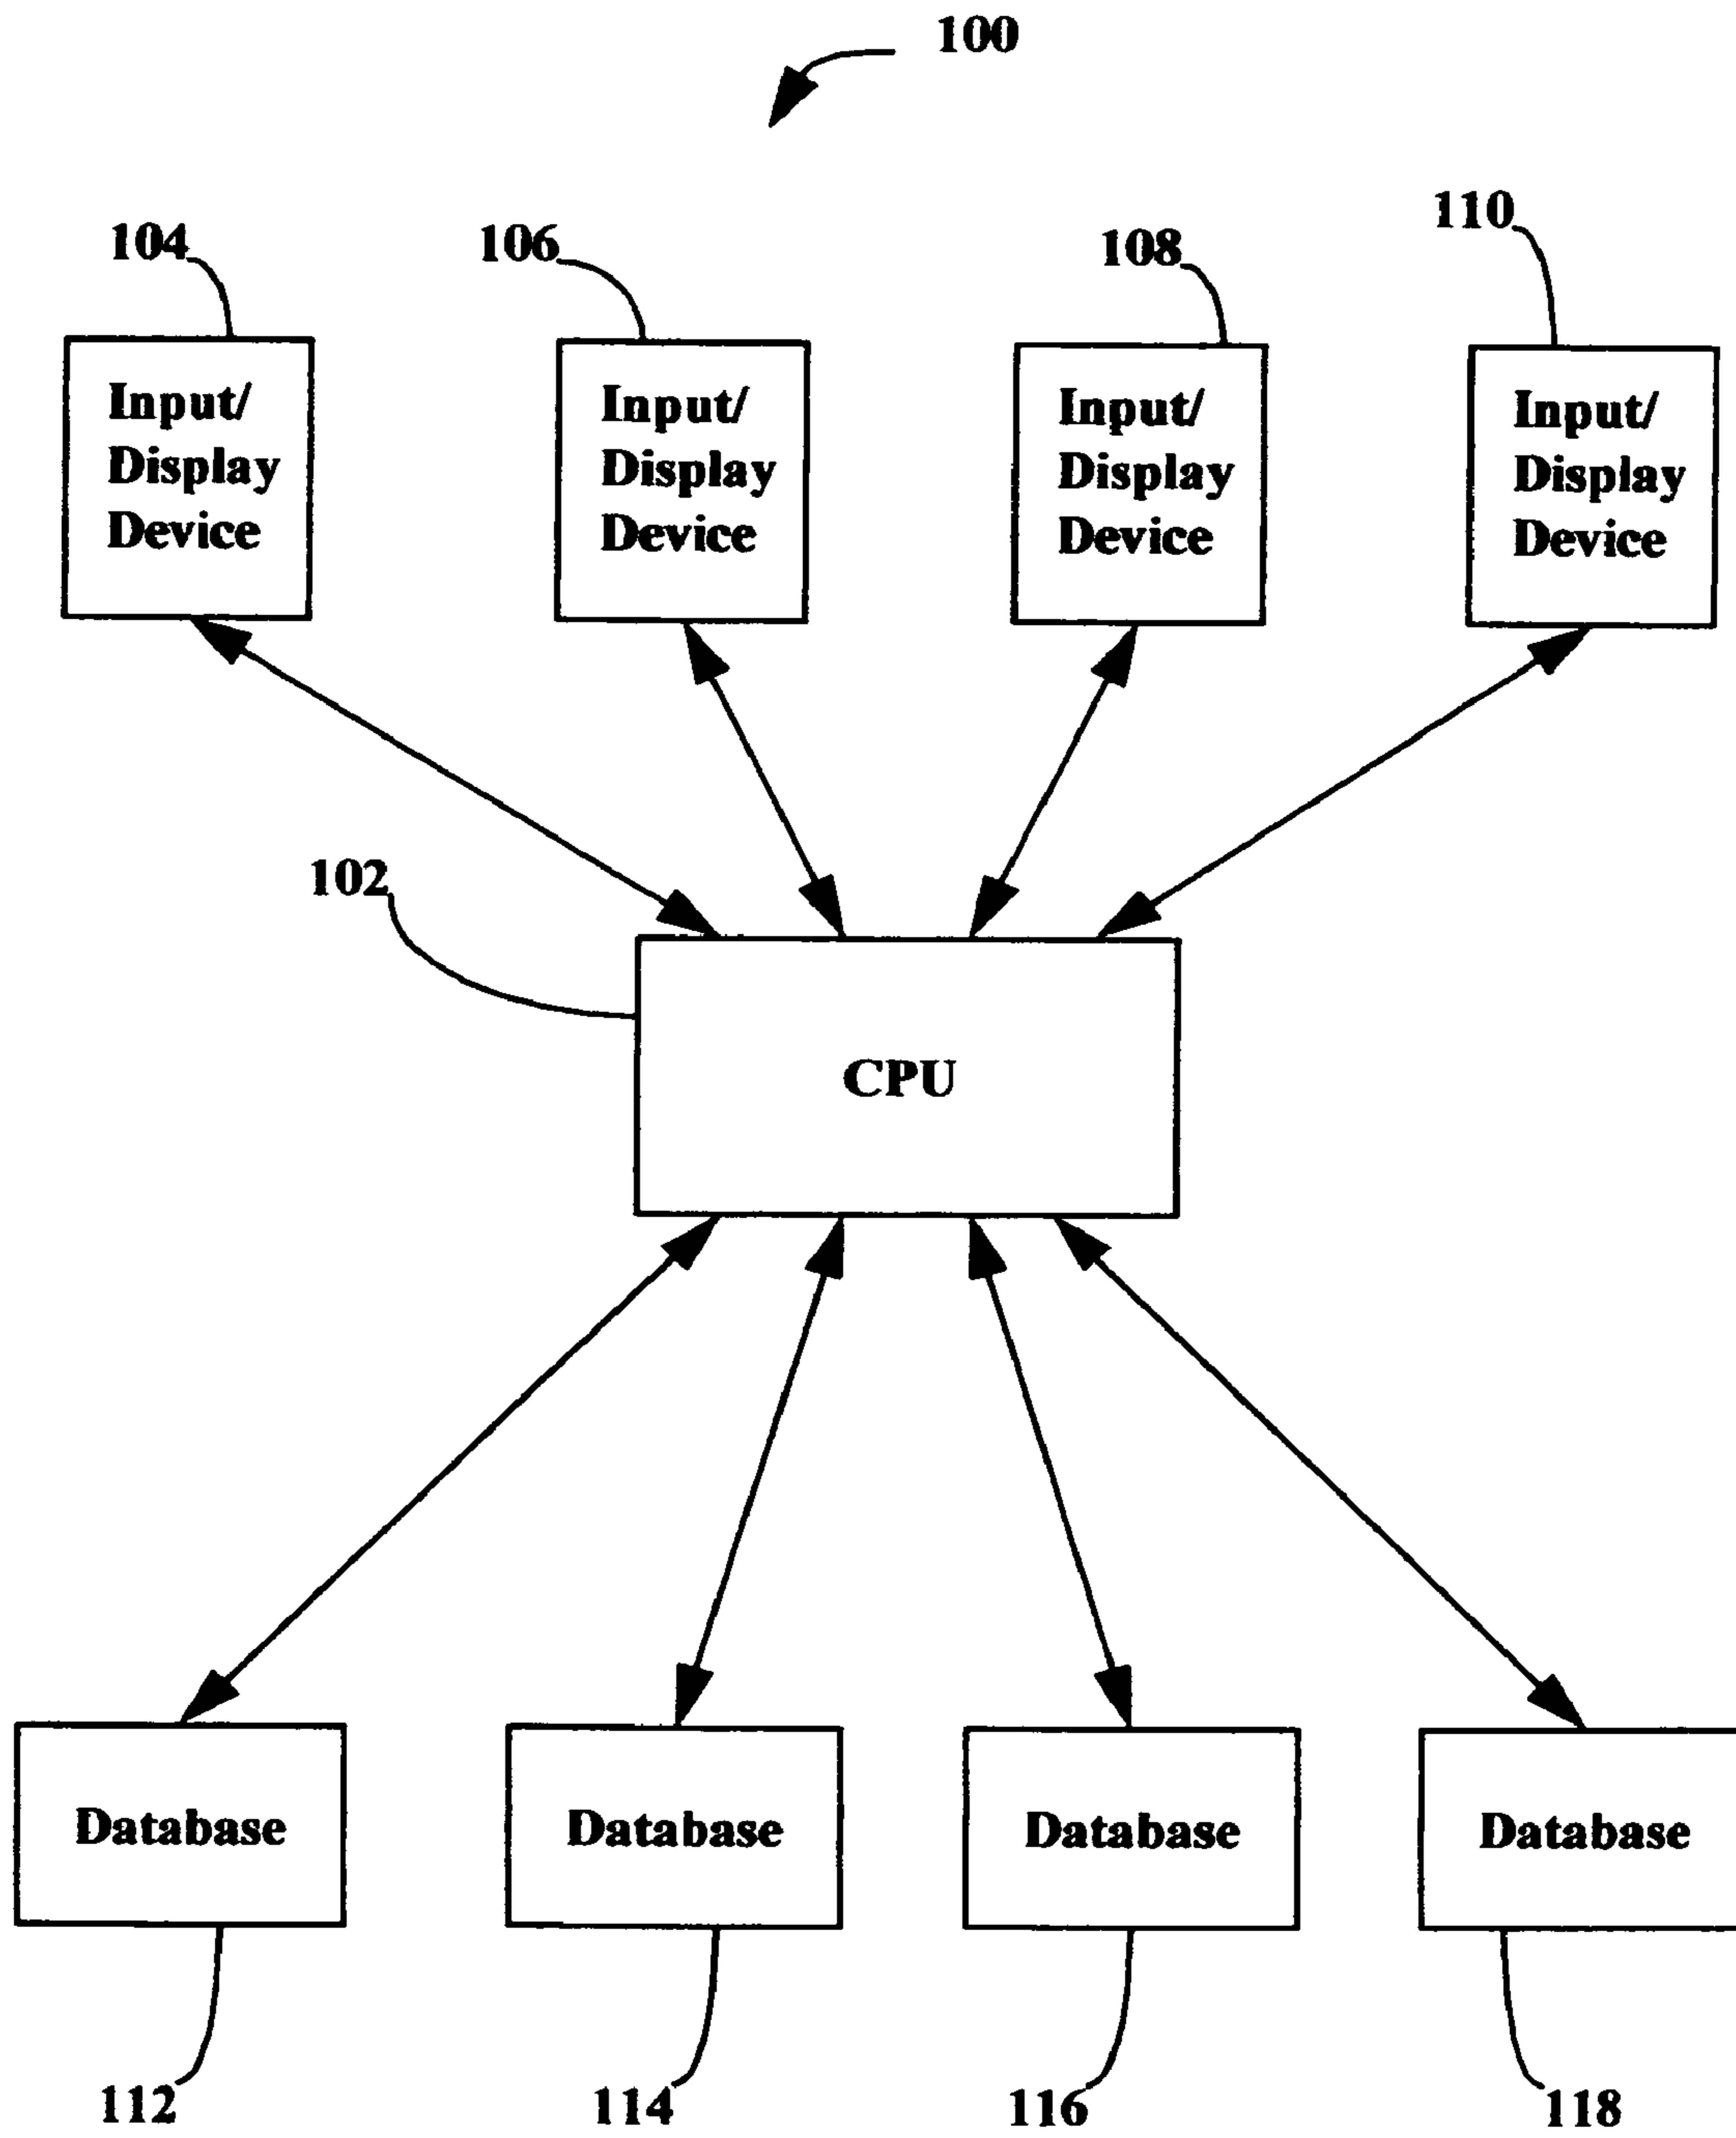 100
104
106
108
110
Input/
Display
Device
Input/
Display
Device
Input/
Display
Device
Input/
Display
Device
102
CPU
Database
Database
Database
Database
112
114
116
118